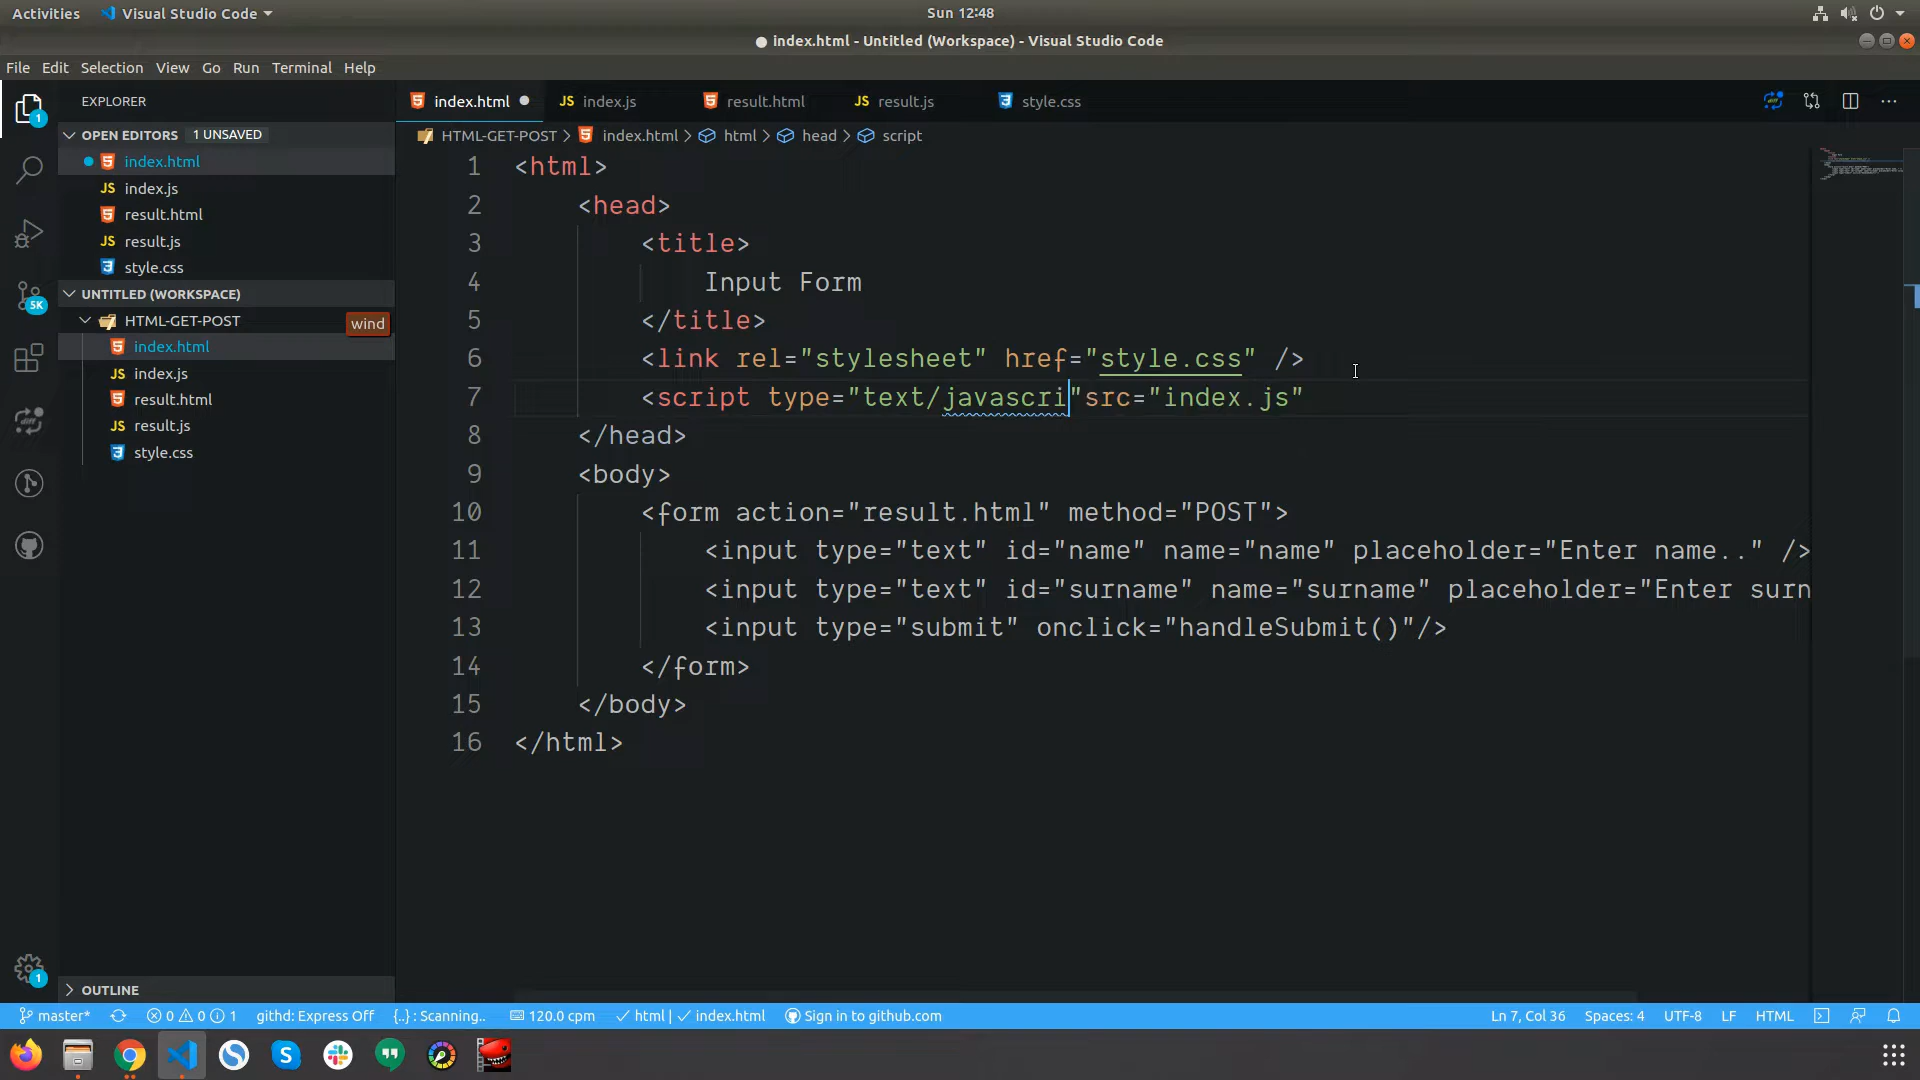 Activities Visual Studio Code Sun 12:48
● index.html - Untitled (Workspace) - Visual Studio Code
File Edit Selection View Go Run Terminal Help
EXPLORER
OPEN EDITORS 1 UNSAVED
index.html
index.js
result.html
result.js
style.css
UNTITLED (WORKSPACE)
HTML-GET-POST wind
index.html
index.js
result.html
result.js
style.css
OUTLINE
1
5K
1
index.html index.js result.html result.js style.css
HTML-GET-POST > index.html > html > head > script
1 <html>
2 <head>
3 <title>
4 Input Form
5 </title>
6 <link rel="stylesheet" href="style.css" />
7 <script type="text/javascri"src="index.js"
8 </head>
9 <body>
10 <form action="result.html" method="POST">
11 <input type="text" id="name" name="name" placeholder="Enter name.." />
12 <input type="text" id="surname" name="surname" placeholder="Enter surn
13 <input type="submit" onclick="handleSubmit()"/>
14 </form>
15 </body>
16 </html>
master* 0 0 1 githd: Express Off {..} : Scanning.. 120.0 cpm ✓ html | ✓ index.html Sign in to github.com Ln 7, Col 36 Spaces: 4 UTF-8 LF HTML